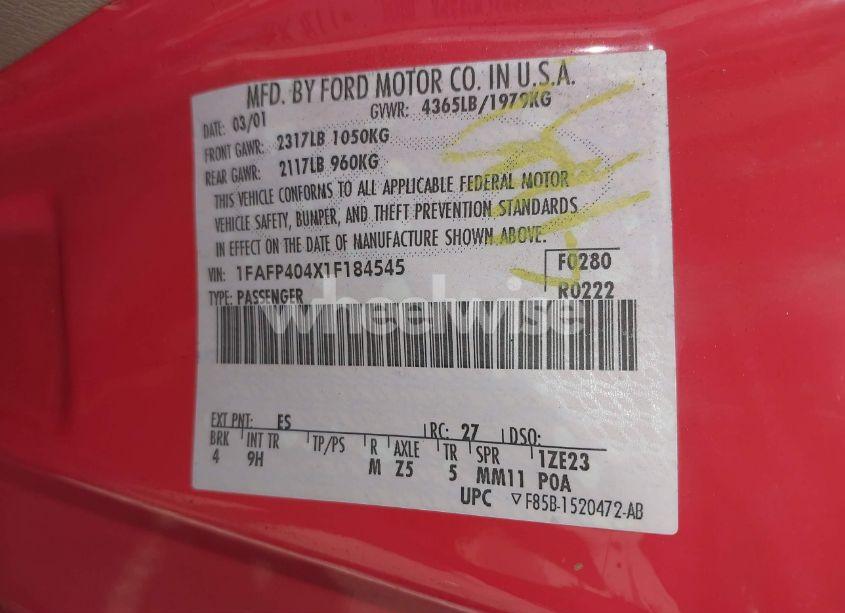 MFD. BY FORD MOTOR CO. IN U.S.A.
DATE: 03/01 GVWR: 4365LB/1979KG
FRONT GAWR: 2317LB 1050KG
REAR GAWR: 2117LB 960KG
THIS VEHICLE CONFORMS TO ALL APPLICABLE FEDERAL MOTOR
VEHICLE SAFETY, BUMPER, AND THEFT PREVENTION STANDARDS
IN EFFECT ON THE DATE OF MANUFACTURE SHOWN ABOVE.
VIN: 1FAFP404X1F184545 F0280
TYPE: PASSENGER R0222
wheelwise
EXT PNT: ES RC: 27 DSO:
BRK INT TR TP/PS R AXLE TR SPR 1ZE23
4 9H M Z5 5 MM11 P0A
UPC ▽ F85B-1520472-AB